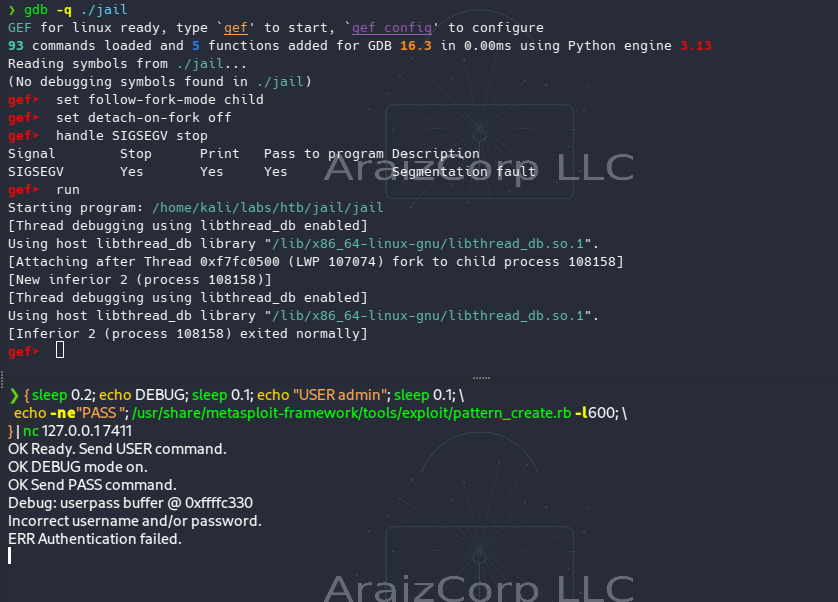 ❯ gdb -q ./jail
GEF for linux ready, type `gef' to start, `gef config' to configure
93 commands loaded and 5 functions added for GDB 16.3 in 0.00ms using Python engine 3.13
Reading symbols from ./jail...
(No debugging symbols found in ./jail)
gef➤  set follow-fork-mode child
gef➤  set detach-on-fork off
gef➤  handle SIGSEGV stop
Signal        Stop      Print   Pass to program Description
SIGSEGV       Yes       Yes     Yes             Segmentation fault
AraizCorp LLC
gef➤  run
Starting program: /home/kali/labs/htb/jail/jail
[Thread debugging using libthread_db enabled]
Using host libthread_db library "/lib/x86_64-linux-gnu/libthread_db.so.1".
[Attaching after Thread 0xf7fc0500 (LWP 107074) fork to child process 108158]
[New inferior 2 (process 108158)]
[Thread debugging using libthread_db enabled]
Using host libthread_db library "/lib/x86_64-linux-gnu/libthread_db.so.1".
[Inferior 2 (process 108158) exited normally]
gef➤
❯ { sleep 0.2; echo DEBUG; sleep 0.1; echo "USER admin"; sleep 0.1; \
echo -ne "PASS "; /usr/share/metasploit-framework/tools/exploit/pattern_create.rb -l 600; \
} | nc 127.0.0.1 7411
OK Ready. Send USER command.
OK DEBUG mode on.
OK Send PASS command.
Debug: userpass buffer @ 0xffffc330
Incorrect username and/or password.
ERR Authentication failed.
AraizCorp LLC